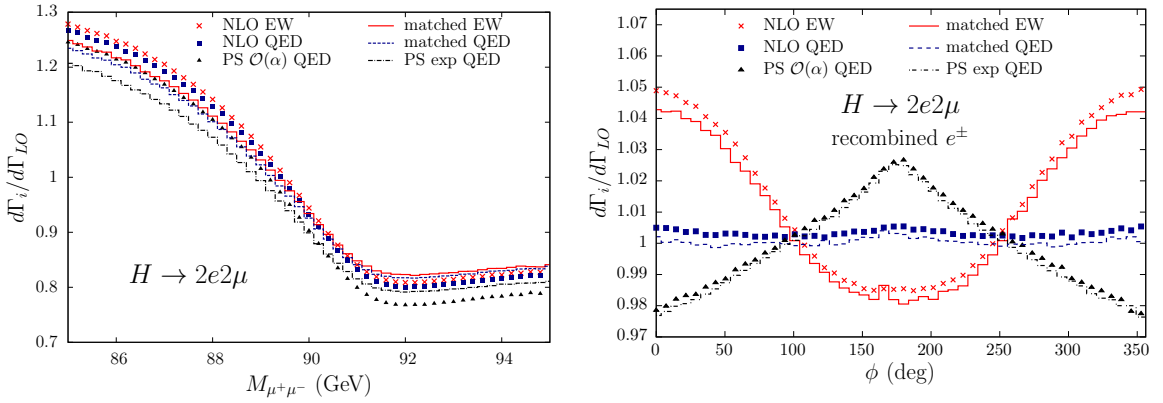 1.3
1.2
1.1
1
0.9
0.8
0.7
dΓ_i/dΓ_LO
NLO EW
NLO QED
PS O(α) QED
matched EW
matched QED
PS exp QED
H → 2e2μ
86
88
90
92
94
M_μ⁺μ⁻ (GeV)
1.07
1.06
1.05
1.04
1.03
1.02
1.01
1
0.99
0.98
0.97
dΓ_i/dΓ_LO
NLO EW
NLO QED
PS O(α) QED
matched EW
matched QED
PS exp QED
H → 2e2μ
recombined e^±
0
50
100
150
200
250
300
350
φ (deg)